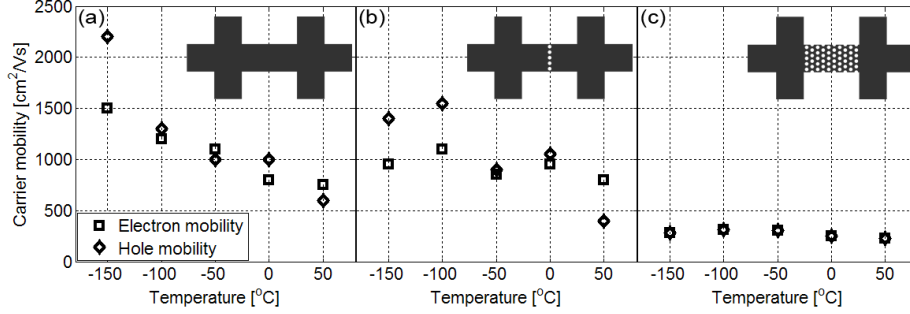 (a)
(b)
(c)
Carrier mobility [cm²/Vs]
2500
2000
1500
1000
500
0
Electron mobility
Hole mobility
-150 -100 -50 0 50
-150 -100 -50 0 50
-150 -100 -50 0 50
Temperature [°C]
Temperature [°C]
Temperature [°C]